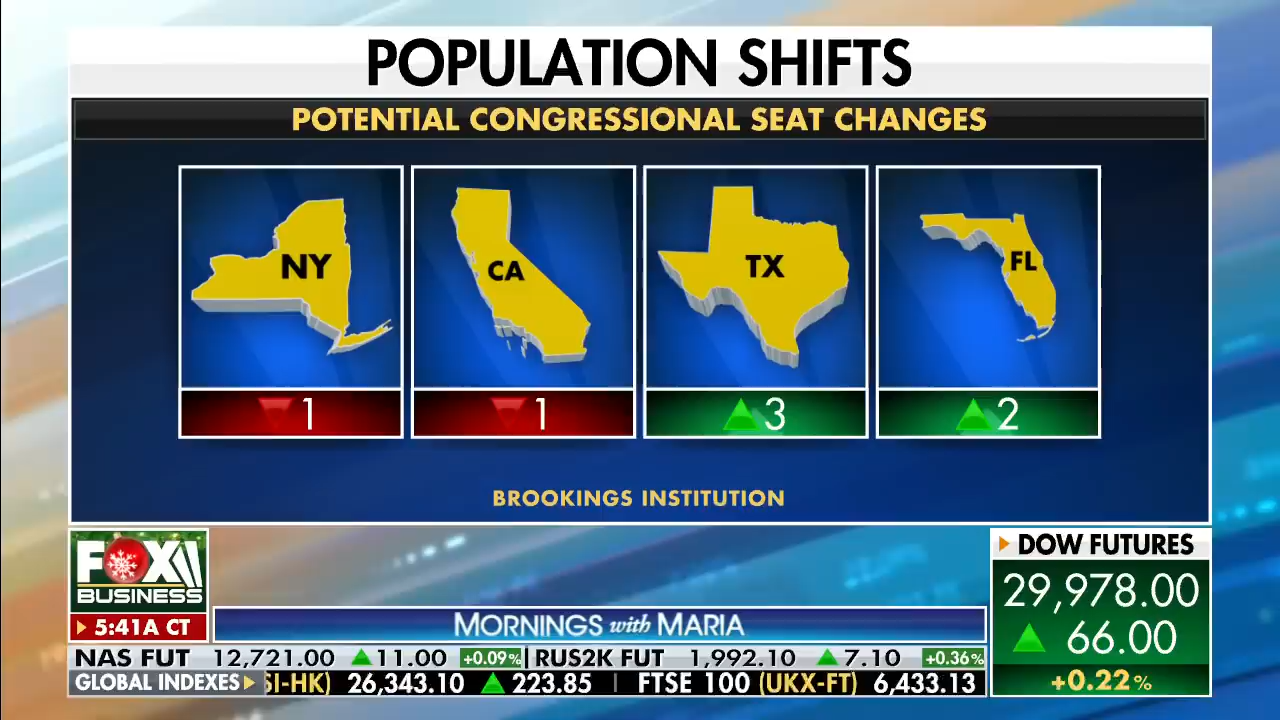 POPULATION SHIFTS
POTENTIAL CONGRESSIONAL SEAT CHANGES
NY
CA
TX
FL
1
1
3
2
BROOKINGS INSTITUTION
FOX
BUSINESS
5:41A CT
MORNINGS with MARIA
DOW FUTURES
29,978.00
66.00
+0.22%
NAS FUT 12,721.00 11.00 +0.09% RUS2K FUT 1,992.10 7.10 +0.36%
GLOBAL INDEXES SI-HK) 26,343.10 223.85 FTSE 100 (UKX-FT) 6,433.13